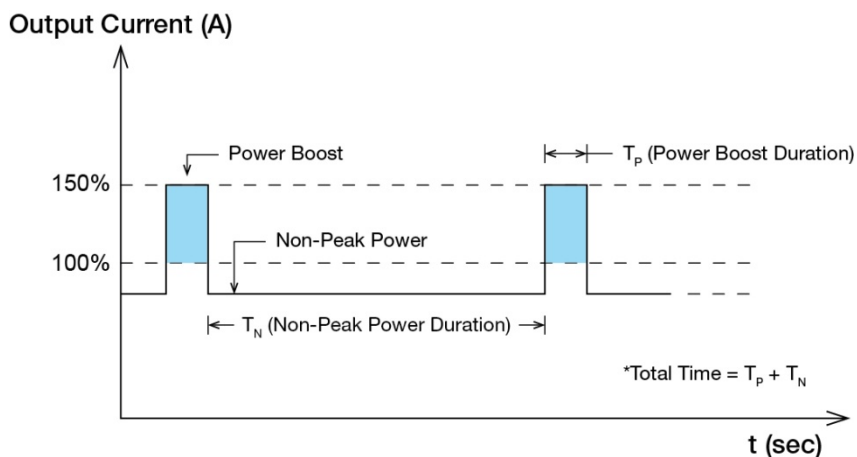 Output Current (A)
Power Boost
T_P (Power Boost Duration)
150%
Non-Peak Power
100%
T_N (Non-Peak Power Duration)
*Total Time = T_P + T_N
t (sec)